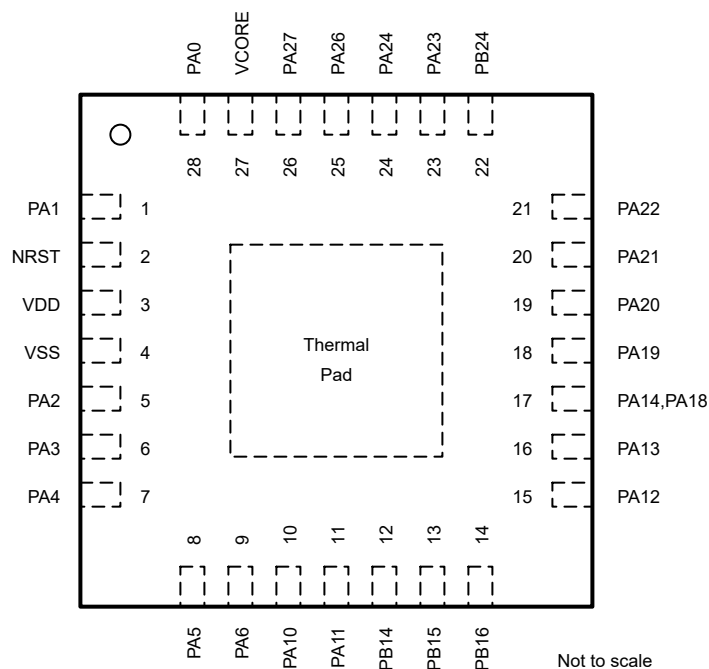 PA0
VCORE
PA27
PA26
PA24
PA23
PB24
28
27
26
25
24
23
22
PA1 1
NRST 2
VDD 3
VSS 4
PA2 5
PA3 6
PA4 7
Thermal
Pad
21 PA22
20 PA21
19 PA20
18 PA19
17 PA14,PA18
16 PA13
15 PA12
8
9
10
11
12
13
14
PA5
PA6
PA10
PA11
PB14
PB15
PB16
Not to scale